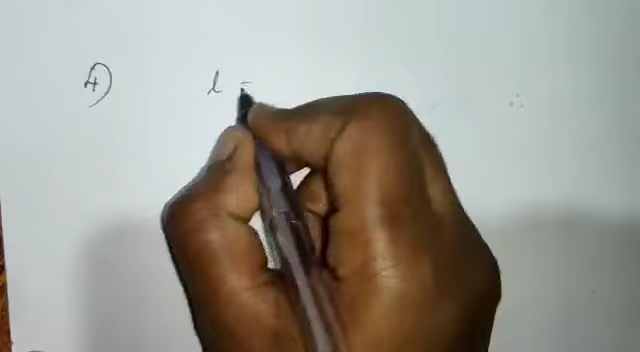 4) l =